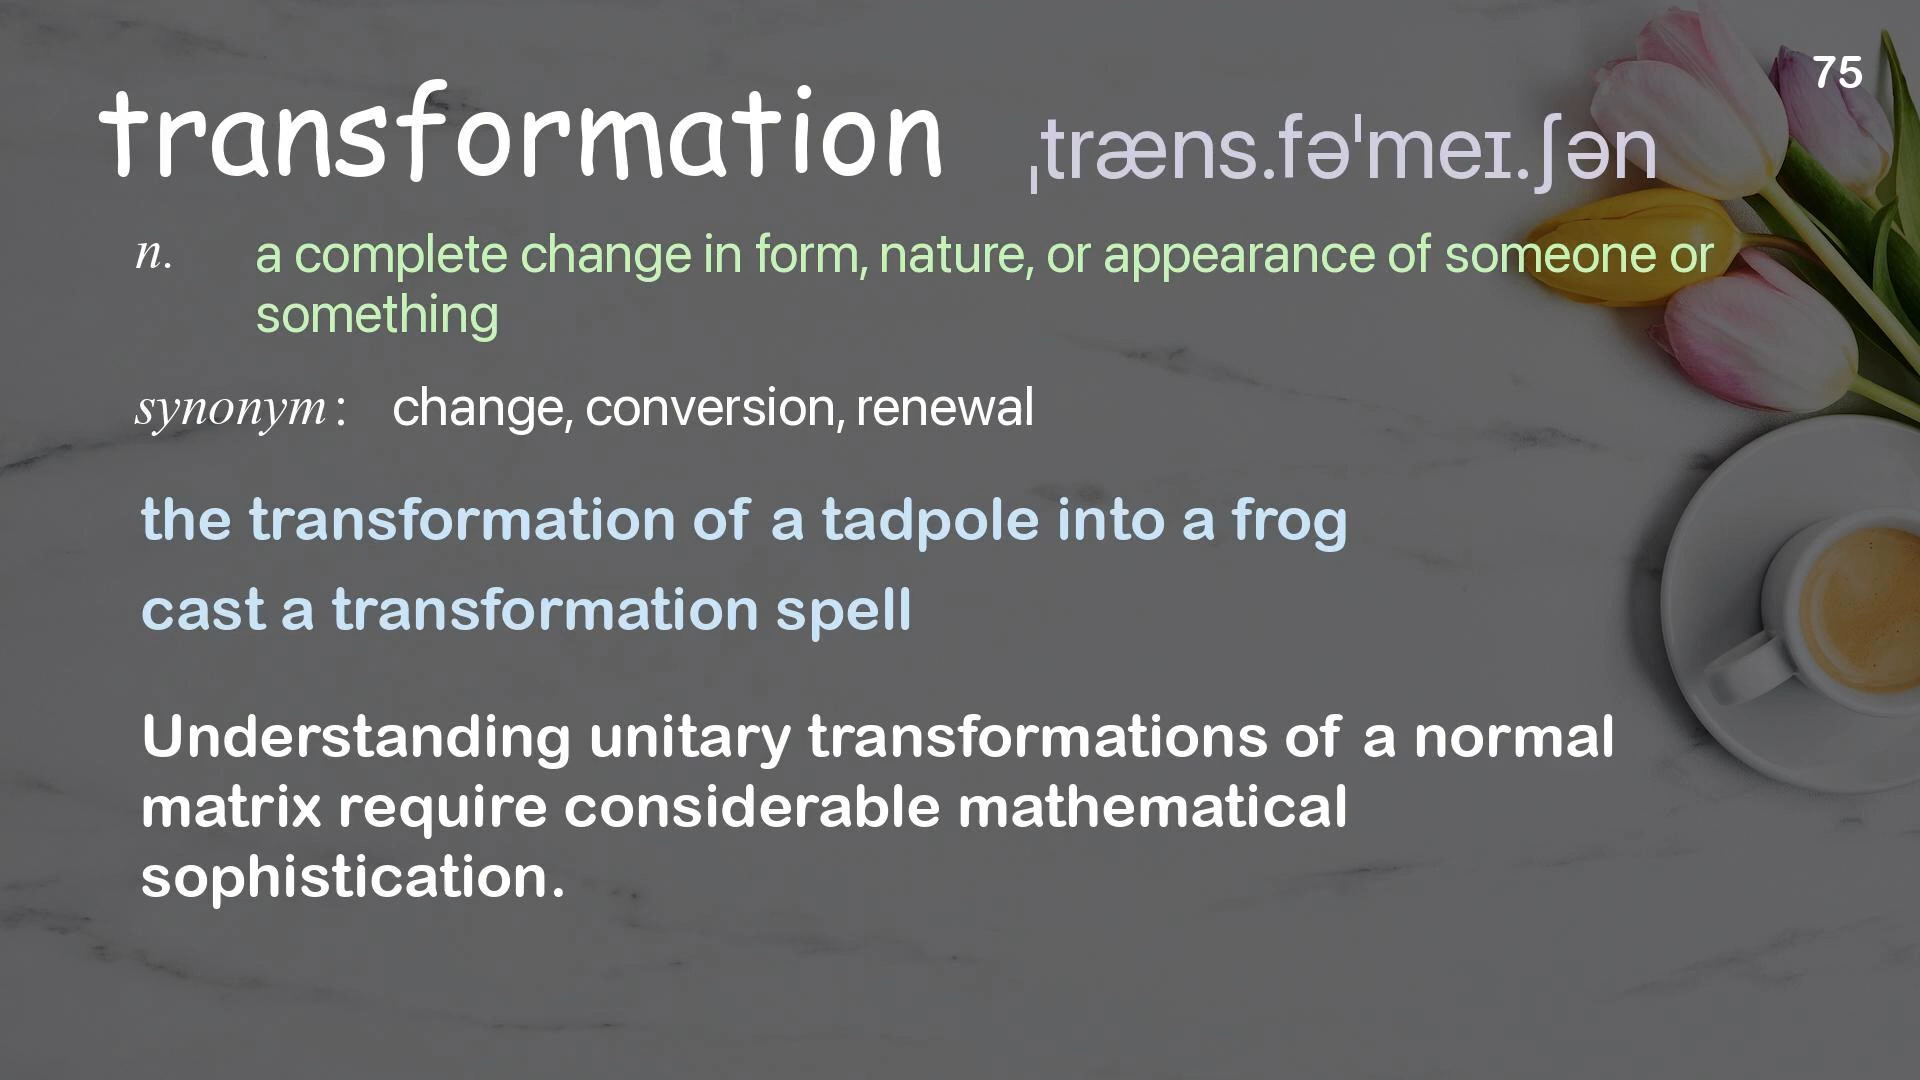 75
transformation ˌtræns.fəˈmeɪ.ʃən
n. a complete change in form, nature, or appearance of someone or
something
synonym: change, conversion, renewal
the transformation of a tadpole into a frog
cast a transformation spell
Understanding unitary transformations of a normal
matrix require considerable mathematical
sophistication.